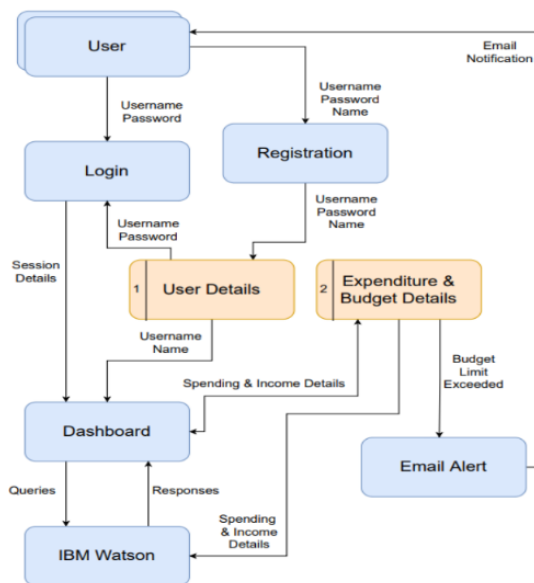 User
Email
Notification
Username
Password
Username
Password
Name
Login
Registration
Username
Password
Username
Password
Name
Session
Details
1
User Details
2
Expenditure &
Budget Details
Username
Name
Budget
Limit
Exceeded
Spending & Income Details
Dashboard
Email Alert
Queries
Responses
Spending
& Income
Details
IBM Watson